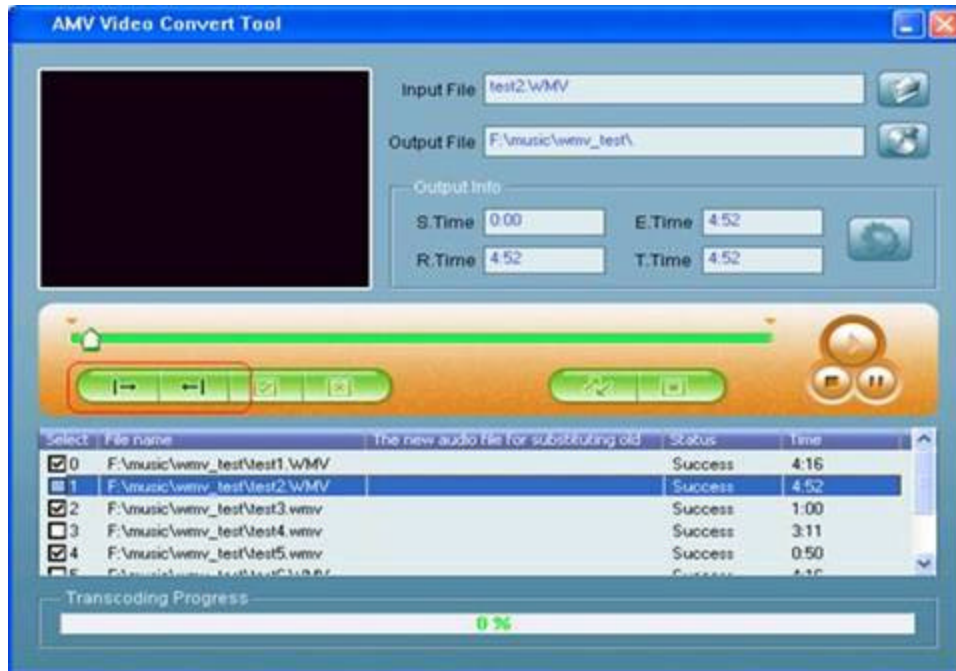 AMV Video Convert Tool
Input File test2.WMV
Output File F:\music\wmv_test\
Output Info
S.Time 0:00 E.Time 4:52
R.Time 4:52 T.Time 4:52
Select File name The new audio file for substituting old Status Time
0 F:\music\wmv_test\test1.WMV Success 4:16
1 F:\music\wmv_test\test2.WMV Success 4:52
2 F:\music\wmv_test\test3.wmv Success 1:00
3 F:\music\wmv_test\test4.wmv Success 3:11
4 F:\music\wmv_test\test5.wmv Success 0:50
Transcoding Progress
0 %